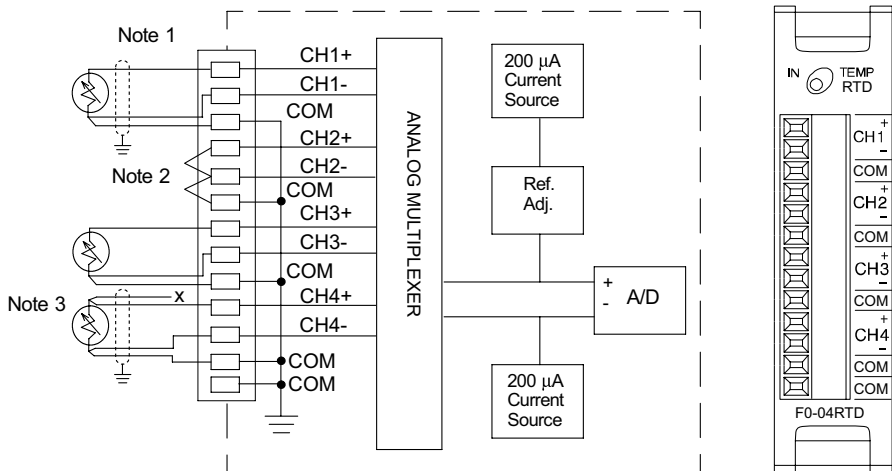 Note 1
CH1+
CH1-
COM
CH2+
Note 2
CH2-
COM
CH3+
CH3-
COM
Note 3
x
CH4+
CH4-
COM
COM
ANALOG MULTIPLEXER
200 μA
Current
Source
Ref.
Adj.
+
-
A/D
200 μA
Current
Source
IN
TEMP
RTD
+
CH1
-
COM
+
CH2
-
COM
+
CH3
-
COM
+
CH4
-
COM
COM
F0-04RTD